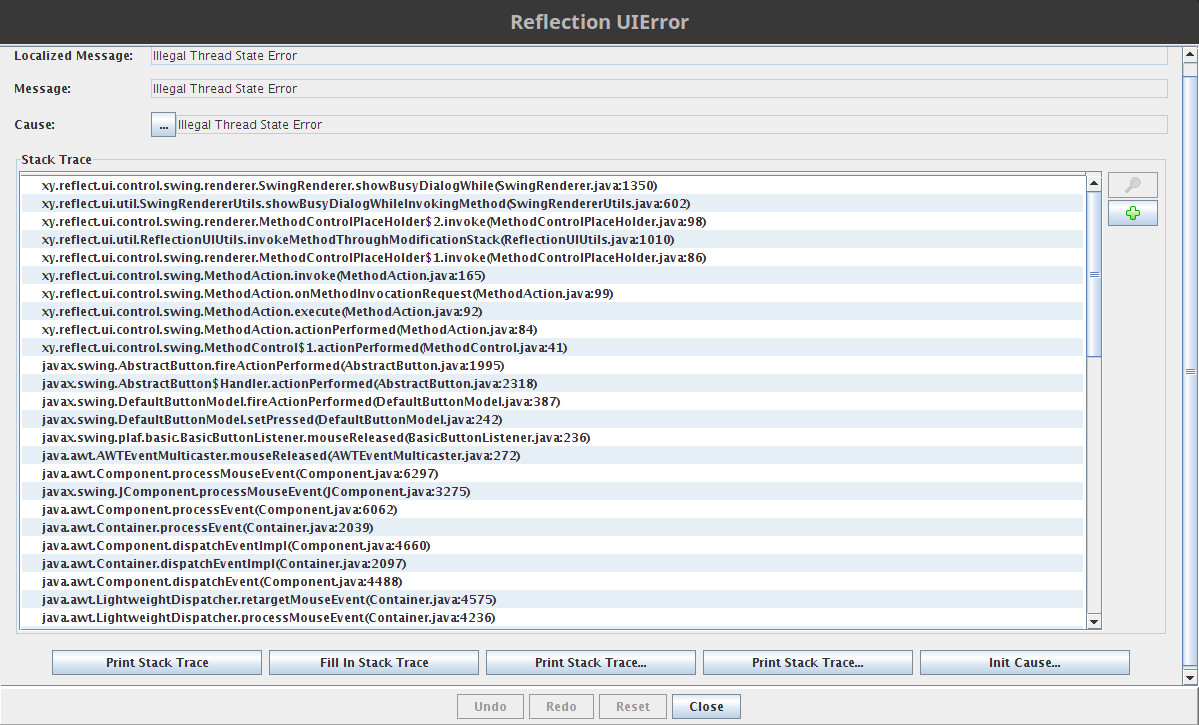 Reflection UIError
Localized Message: Illegal Thread State Error
Message: Illegal Thread State Error
Cause: ... Illegal Thread State Error
Stack Trace
xy.reflect.ui.control.swing.renderer.SwingRenderer.showBusyDialogWhile(SwingRenderer.java:1350)
xy.reflect.ui.util.SwingRendererUtils.showBusyDialogWhileInvokingMethod(SwingRendererUtils.java:602)
xy.reflect.ui.control.swing.renderer.MethodControlPlaceHolder$2.invoke(MethodControlPlaceHolder.java:98)
xy.reflect.ui.util.ReflectionUIUtils.invokeMethodThroughModificationStack(ReflectionUIUtils.java:1010)
xy.reflect.ui.control.swing.renderer.MethodControlPlaceHolder$1.invoke(MethodControlPlaceHolder.java:86)
xy.reflect.ui.control.swing.MethodAction.invoke(MethodAction.java:165)
xy.reflect.ui.control.swing.MethodAction.onMethodInvocationRequest(MethodAction.java:99)
xy.reflect.ui.control.swing.MethodAction.execute(MethodAction.java:92)
xy.reflect.ui.control.swing.MethodAction.actionPerformed(MethodAction.java:84)
xy.reflect.ui.control.swing.MethodControl$1.actionPerformed(MethodControl.java:41)
javax.swing.AbstractButton.fireActionPerformed(AbstractButton.java:1995)
javax.swing.AbstractButton$Handler.actionPerformed(AbstractButton.java:2318)
javax.swing.DefaultButtonModel.fireActionPerformed(DefaultButtonModel.java:387)
javax.swing.DefaultButtonModel.setPressed(DefaultButtonModel.java:242)
javax.swing.plaf.basic.BasicButtonListener.mouseReleased(BasicButtonListener.java:236)
java.awt.AWTEventMulticaster.mouseReleased(AWTEventMulticaster.java:272)
java.awt.Component.processMouseEvent(Component.java:6297)
javax.swing.JComponent.processMouseEvent(JComponent.java:3275)
java.awt.Component.processEvent(Component.java:6062)
java.awt.Container.processEvent(Container.java:2039)
java.awt.Component.dispatchEventImpl(Component.java:4660)
java.awt.Container.dispatchEventImpl(Container.java:2097)
java.awt.Component.dispatchEvent(Component.java:4488)
java.awt.LightweightDispatcher.retargetMouseEvent(Container.java:4575)
java.awt.LightweightDispatcher.processMouseEvent(Container.java:4236)
Print Stack Trace Fill In Stack Trace Print Stack Trace... Print Stack Trace... Init Cause...
Undo Redo Reset Close